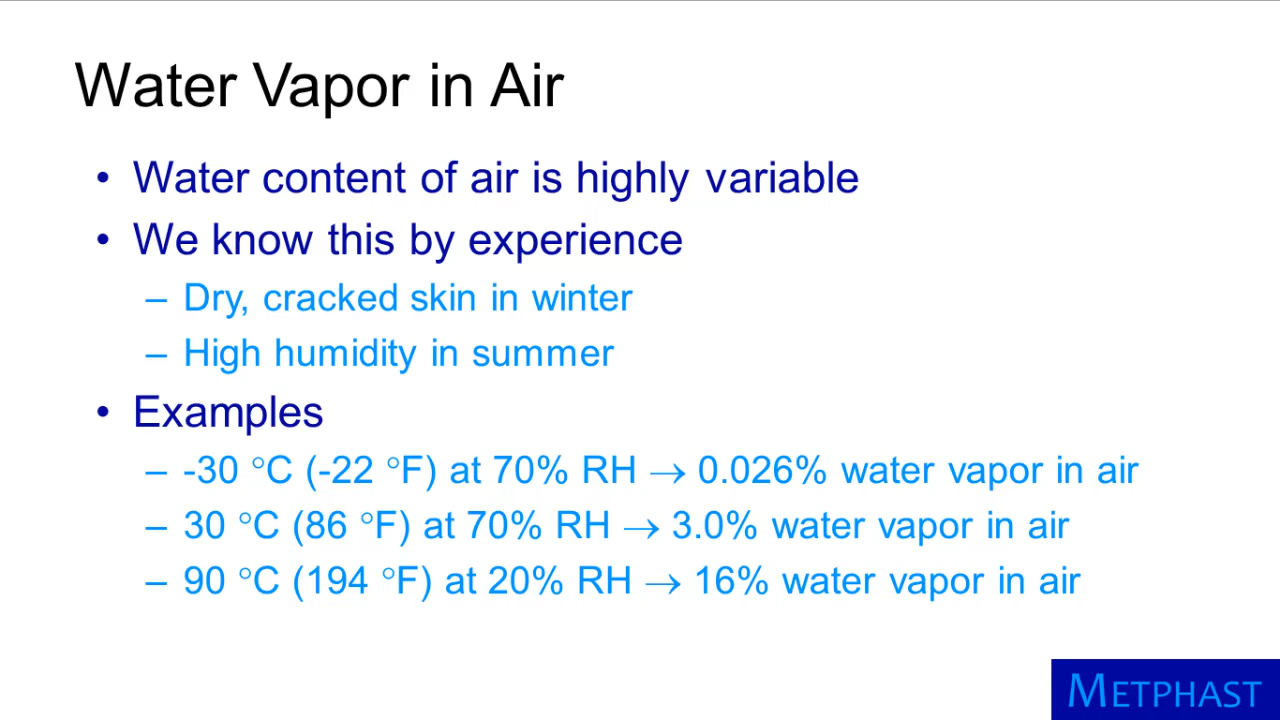 Water Vapor in Air
• Water content of air is highly variable
• We know this by experience
– Dry, cracked skin in winter
– High humidity in summer
• Examples
– -30 °C (-22 °F) at 70% RH → 0.026% water vapor in air
– 30 °C (86 °F) at 70% RH → 3.0% water vapor in air
– 90 °C (194 °F) at 20% RH → 16% water vapor in air
METPHAST